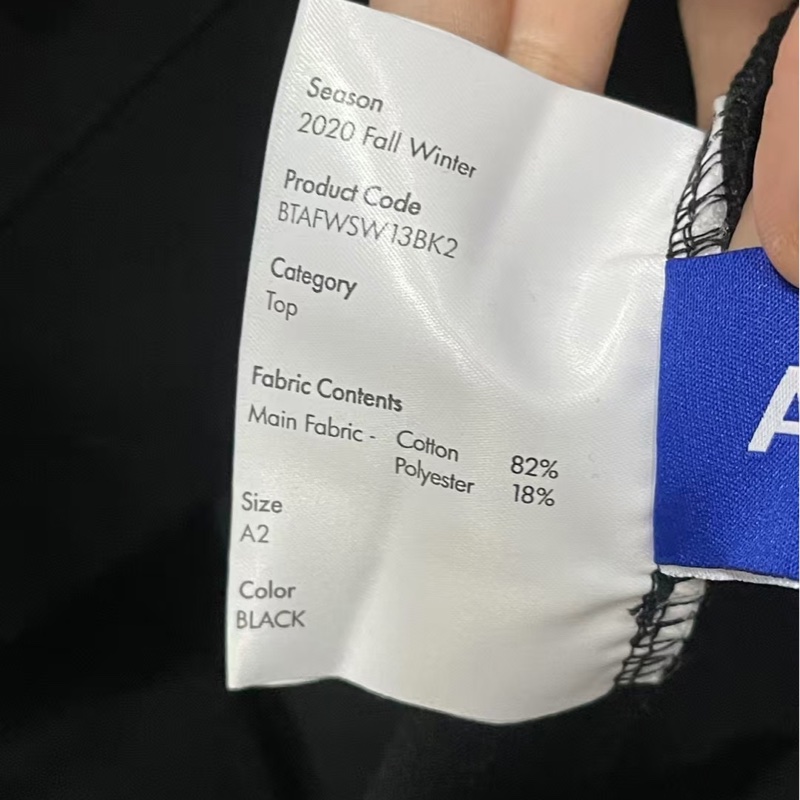 Season
2020 Fall Winter
Product Code
BTAFWSW13BK2
Category
Top
Fabric Contents
Main Fabric - Cotton 82%
Polyester 18%
Size
A2
Color
BLACK
A